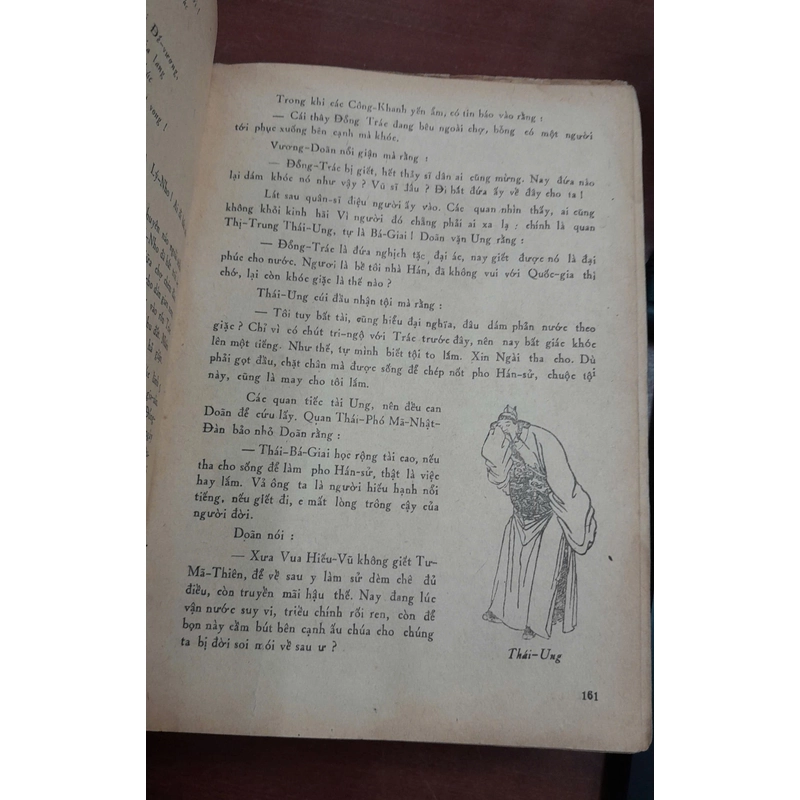 Đế-vương,
lang
vong !
Lý-Nho !
Trong khi các Công-Khanh yến ẩm, có tin báo vào rằng :
— Cái thây Đổng Trác đang bêu ngoài chợ, bỗng có một người
tới phục xuống bên cạnh mà khóc.
Vương-Doãn nổi giận mà rằng :
— Đổng-Trác bị giết, hết thảy sĩ dân ai cũng mừng. Nay đứa nào
lại dám khóc nó như vậy ? Vũ sĩ đâu ? Đi bắt đứa ấy về đây cho ta !
Lát sau quân-sĩ điệu người ấy vào. Các quan nhìn thấy, ai cũng
không khỏi kinh hãi Vì người đó chẳng phải ai xa lạ : chính là quan
Thị-Trung Thái-Ung, tự là Bá-Giai ! Doãn vặn Ung rằng :
— Đổng-Trác là đứa nghịch tặc, đại ác, nay giết được nó là đại
phúc cho nước. Ngươi là bề tôi nhà Hán, đã không vui với Quốc-gia thì
chớ, lại còn khóc giặc là thế nào ?
Thái-Ung cúi đầu nhận tội mà rằng :
— Tôi tuy bất tài, cũng hiểu đại nghĩa, đâu dám phản nước theo
giặc ? Chỉ vì có chút tri-ngộ với Trác trước đây, nên nay bất giác khóc
lên một tiếng. Như thế, tự mình biết tội to lắm. Xin Ngài tha cho. Dù
phải gọt đầu, chặt chân mà được sống để chép nốt pho Hán-sử, chuộc tội
này, cũng là may cho tôi lắm.
Các quan tiếc tài Ung, nên đều can
Doãn để cứu lấy. Quan Thái-Phó Mã-Nhật-
Đàn bảo nhỏ Doãn rằng :
— Thái-Bá-Giai học rộng tài cao, nếu
tha cho sống để làm pho Hán-sử, thật là việc
hay lắm. Vả ông ta là người hiếu hạnh nổi
tiếng, nếu giết đi, e mất lòng trông cậy của
người đời.
Doãn nói :
— Xưa Vua Hiếu-Vũ không giết Tư-
Mã-Thiên, để về sau y làm sử dèm chê đủ
điều, còn truyền mãi hậu thế. Nay đang lúc
vận nước suy vi, triều chính rối ren, còn để
bọn này cầm bút bên cạnh ấu chúa cho chúng
ta bị đời soi mói về sau ư ?
Thái-Ung
161